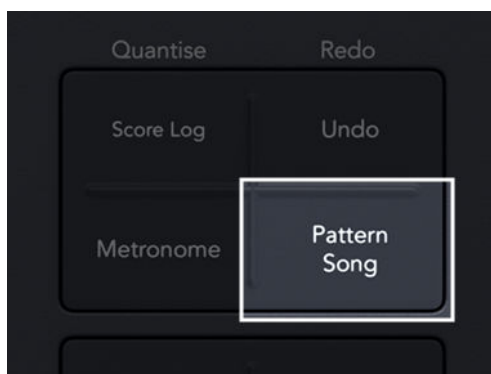 Quantise Redo
Score Log Undo
Metronome
Pattern
Song